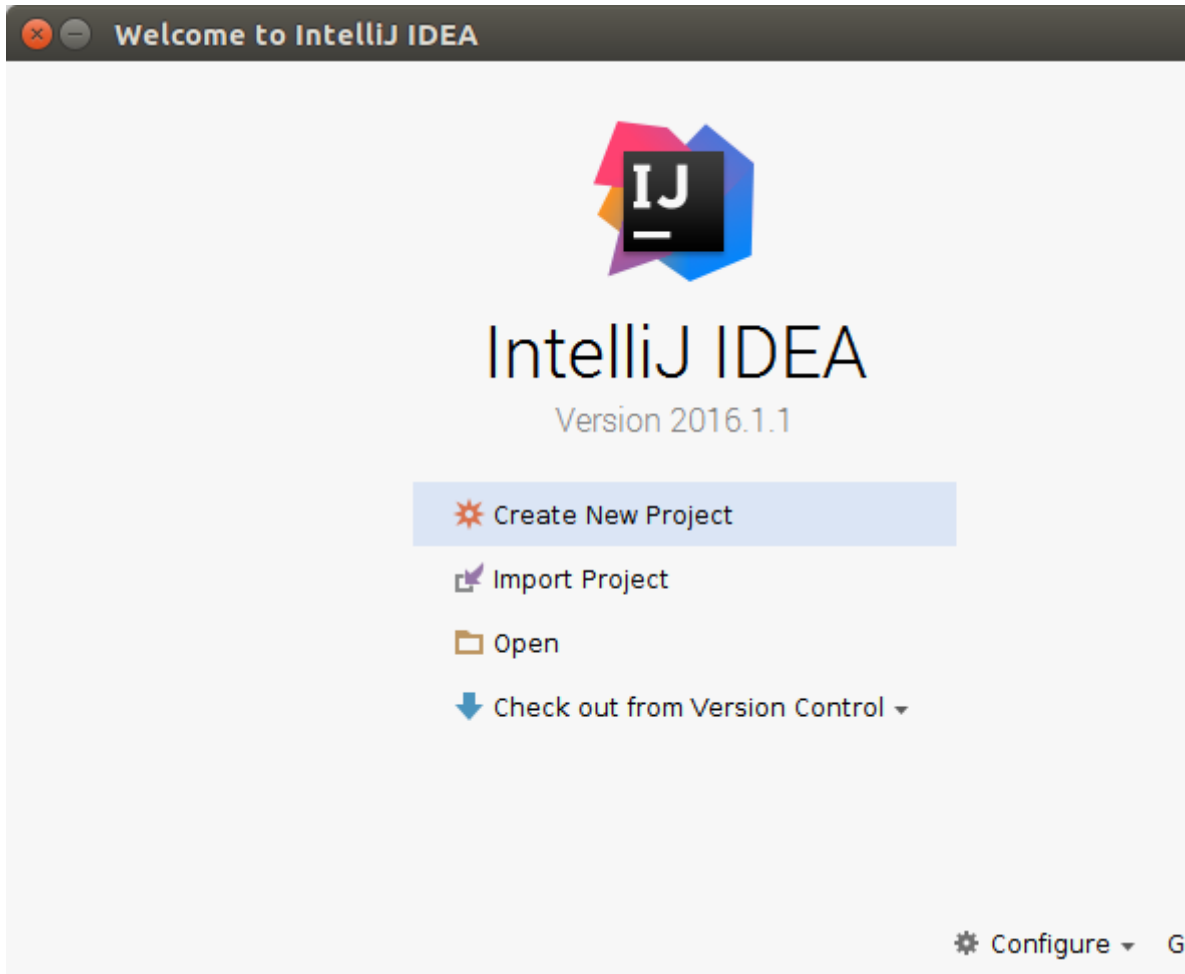 Welcome to IntelliJ IDEA
IJ
IntelliJ IDEA
Version 2016.1.1
Create New Project
Import Project
Open
Check out from Version Control
Configure
G